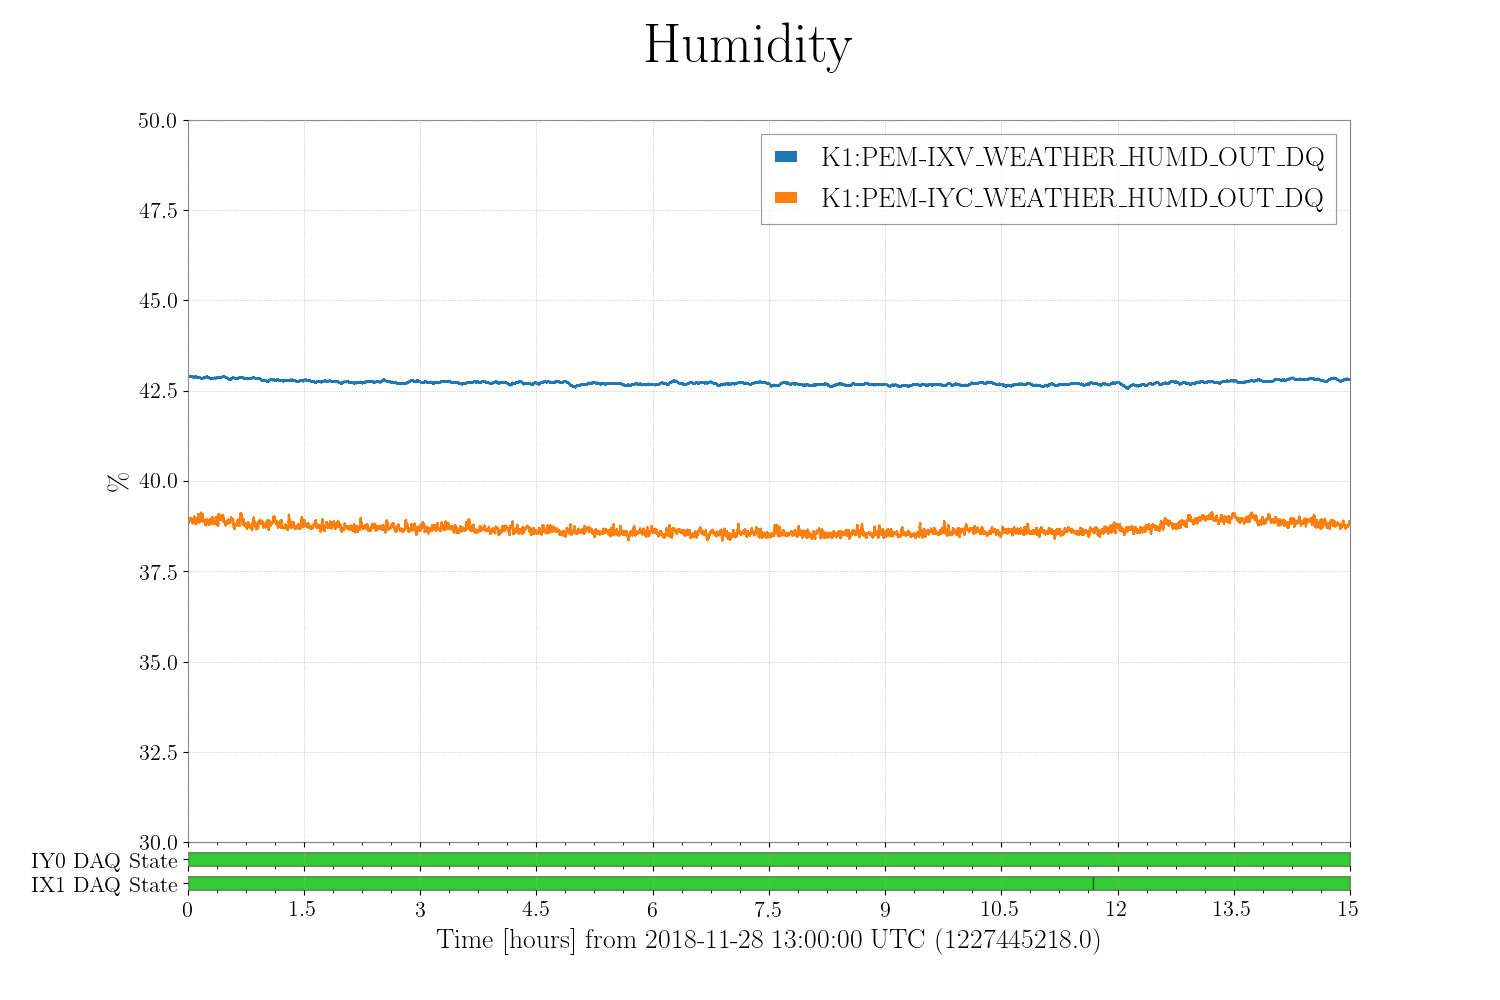 Humidity
50.0
K1:PEM-IXV_WEATHER_HUMD_OUT_DQ
K1:PEM-IYC_WEATHER_HUMD_OUT_DQ
47.5
45.0
42.5
%
40.0
37.5
35.0
32.5
30.0
IY0 DAQ State
IX1 DAQ State
0 1.5 3 4.5 6 7.5 9 10.5 12 13.5 15
Time [hours] from 2018-11-28 13:00:00 UTC (1227445218.0)